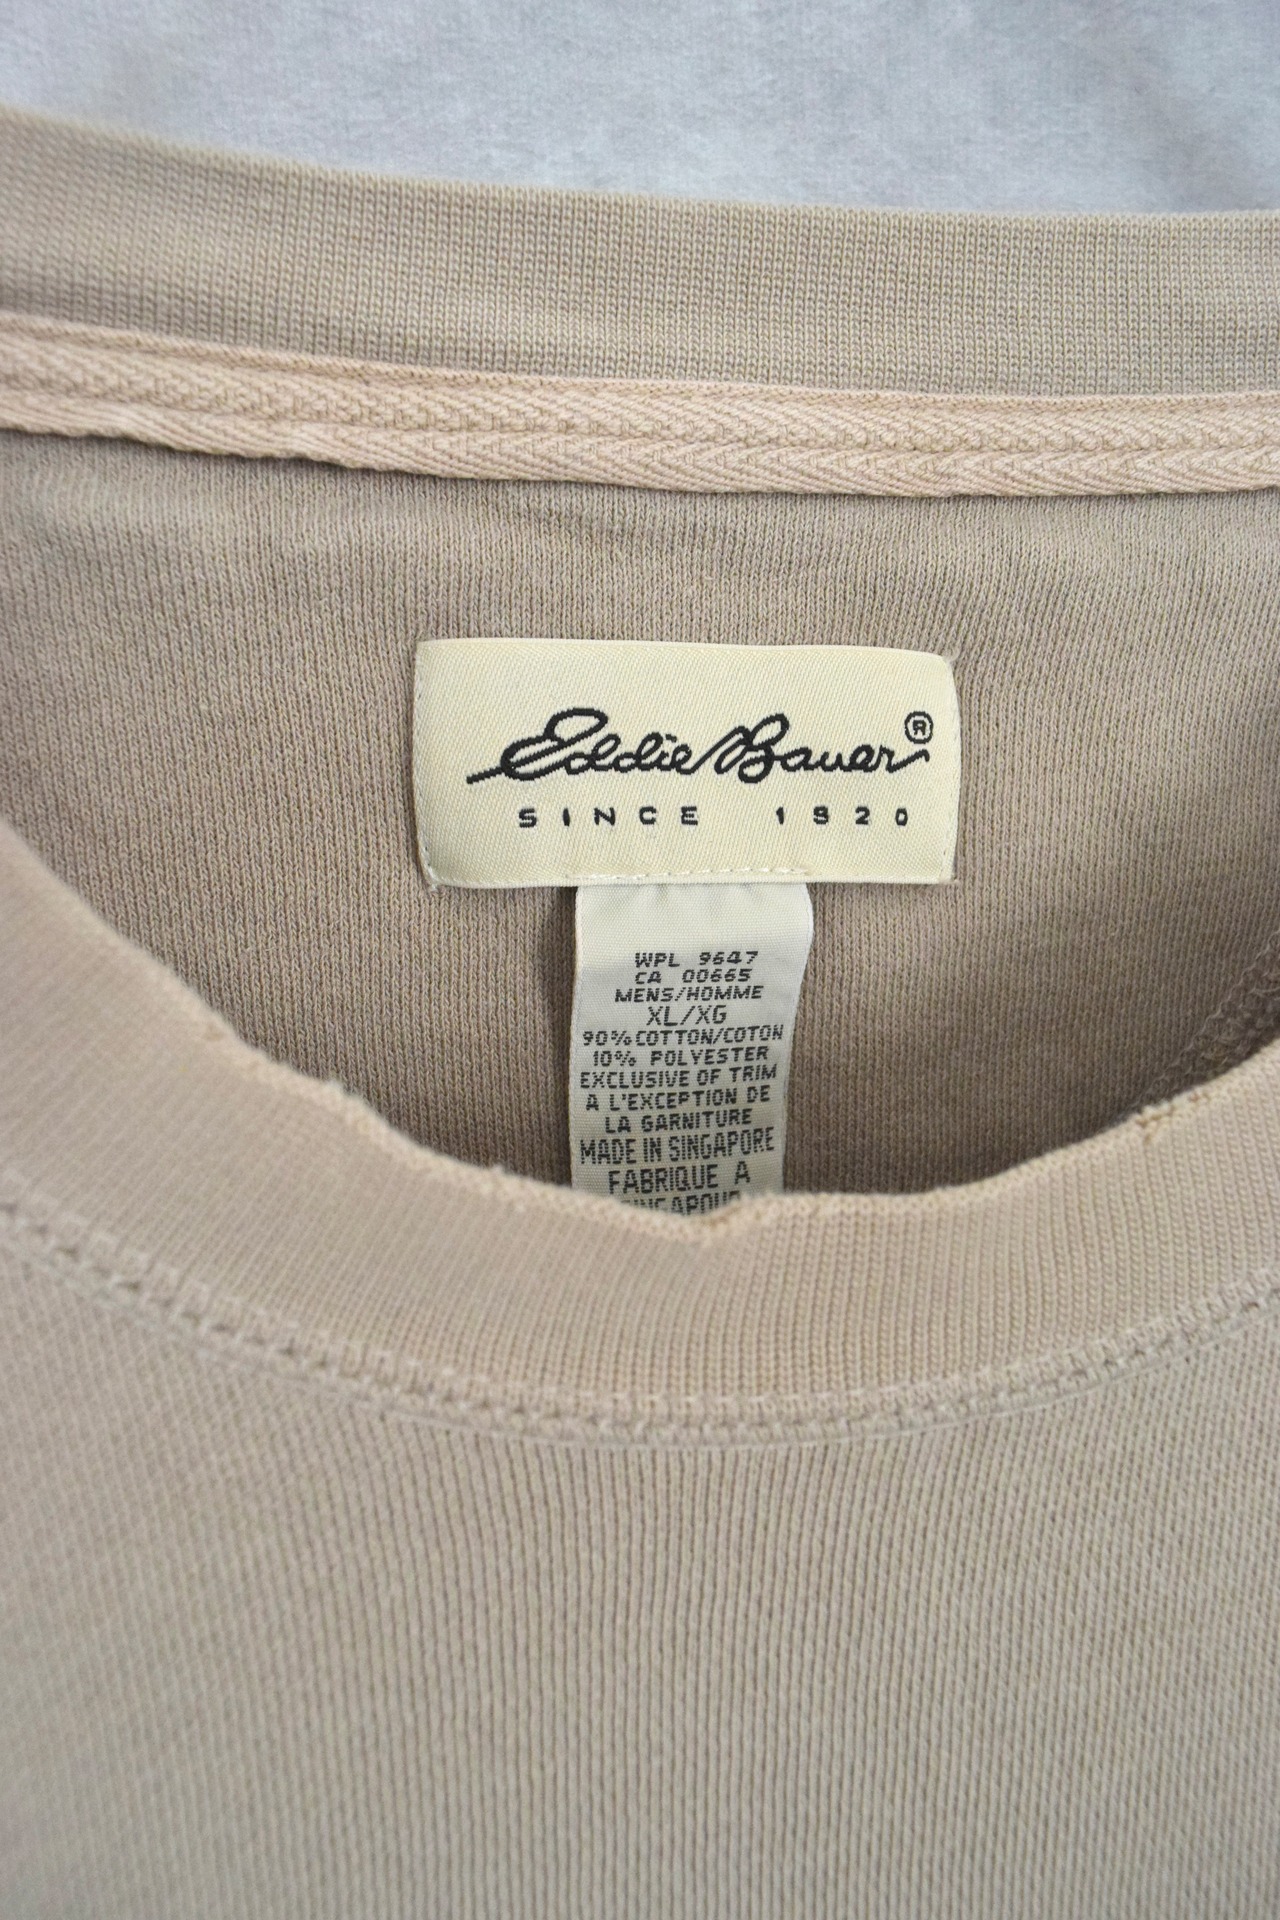 Eddie Bauer®
SINCE 1920
WPL 9647
CA 00665
MENS/HOMME
XL/XG
90% COTTON/COTON
10% POLYESTER
EXCLUSIVE OF TRIM
A L'EXCEPTION DE
LA GARNITURE
MADE IN SINGAPORE
FABRIQUE A